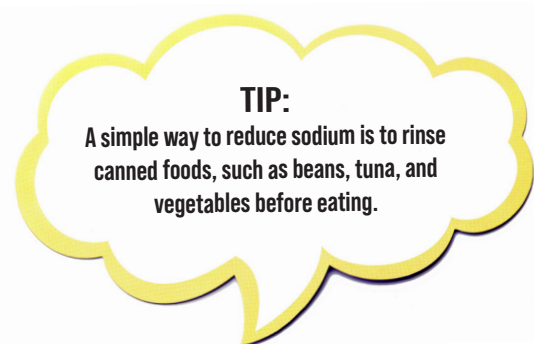 TIP:
A simple way to reduce sodium is to rinse
canned foods, such as beans, tuna, and
vegetables before eating.